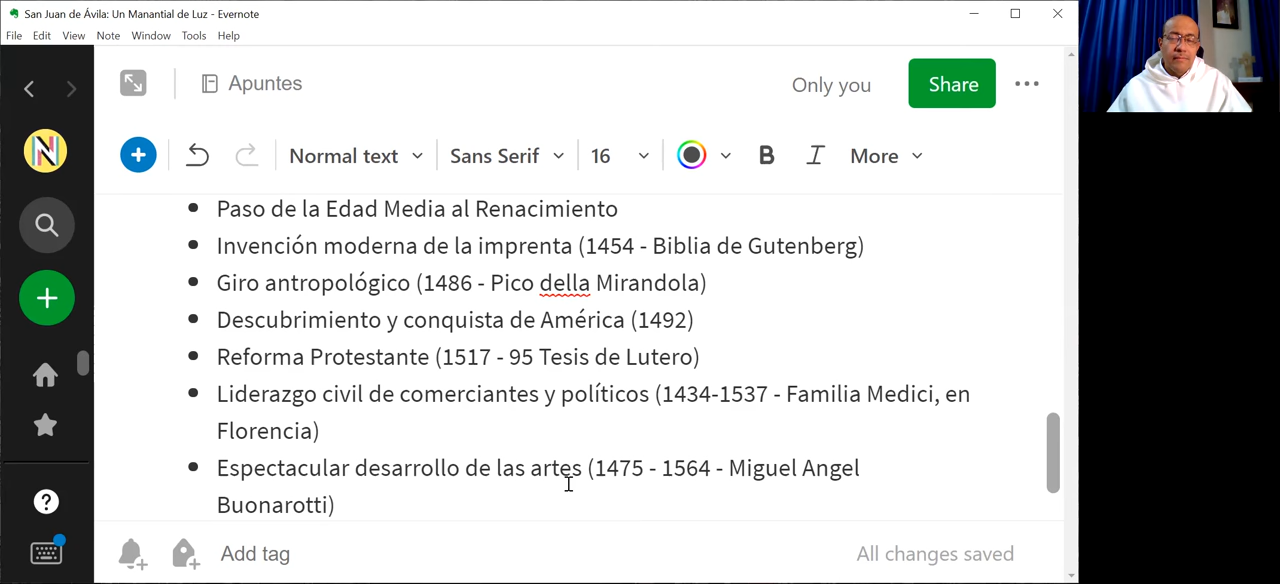 San Juan de Ávila: Un Manantial de Luz - Evernote
File Edit View Note Window Tools Help
Apuntes
Only you
Share
Normal text
Sans Serif
16
B
I
More
Paso de la Edad Media al Renacimiento
Invención moderna de la imprenta (1454 - Biblia de Gutenberg)
Giro antropológico (1486 - Pico della Mirandola)
Descubrimiento y conquista de América (1492)
Reforma Protestante (1517 - 95 Tesis de Lutero)
Liderazgo civil de comerciantes y políticos (1434-1537 - Familia Medici, en
Florencia)
Espectacular desarrollo de las artes (1475 - 1564 - Miguel Angel
Buonarotti)
Add tag
All changes saved